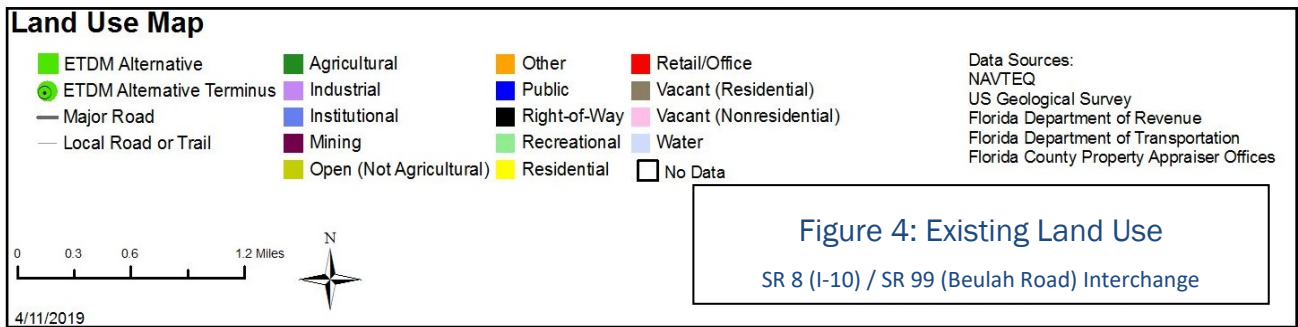 Land Use Map
ETDM Alternative
ETDM Alternative Terminus
Major Road
Local Road or Trail
Agricultural
Industrial
Institutional
Mining
Open (Not Agricultural)
Other
Public
Right-of-Way
Recreational
Residential
Retail/Office
Vacant (Residential)
Vacant (Nonresidential)
Water
No Data
Data Sources:
NAVTEQ
US Geological Survey
Florida Department of Revenue
Florida Department of Transportation
Florida County Property Appraiser Offices
Figure 4: Existing Land Use
SR 8 (I-10) / SR 99 (Beulah Road) Interchange
0 0.3 0.6 1.2 Miles
N
4/11/2019